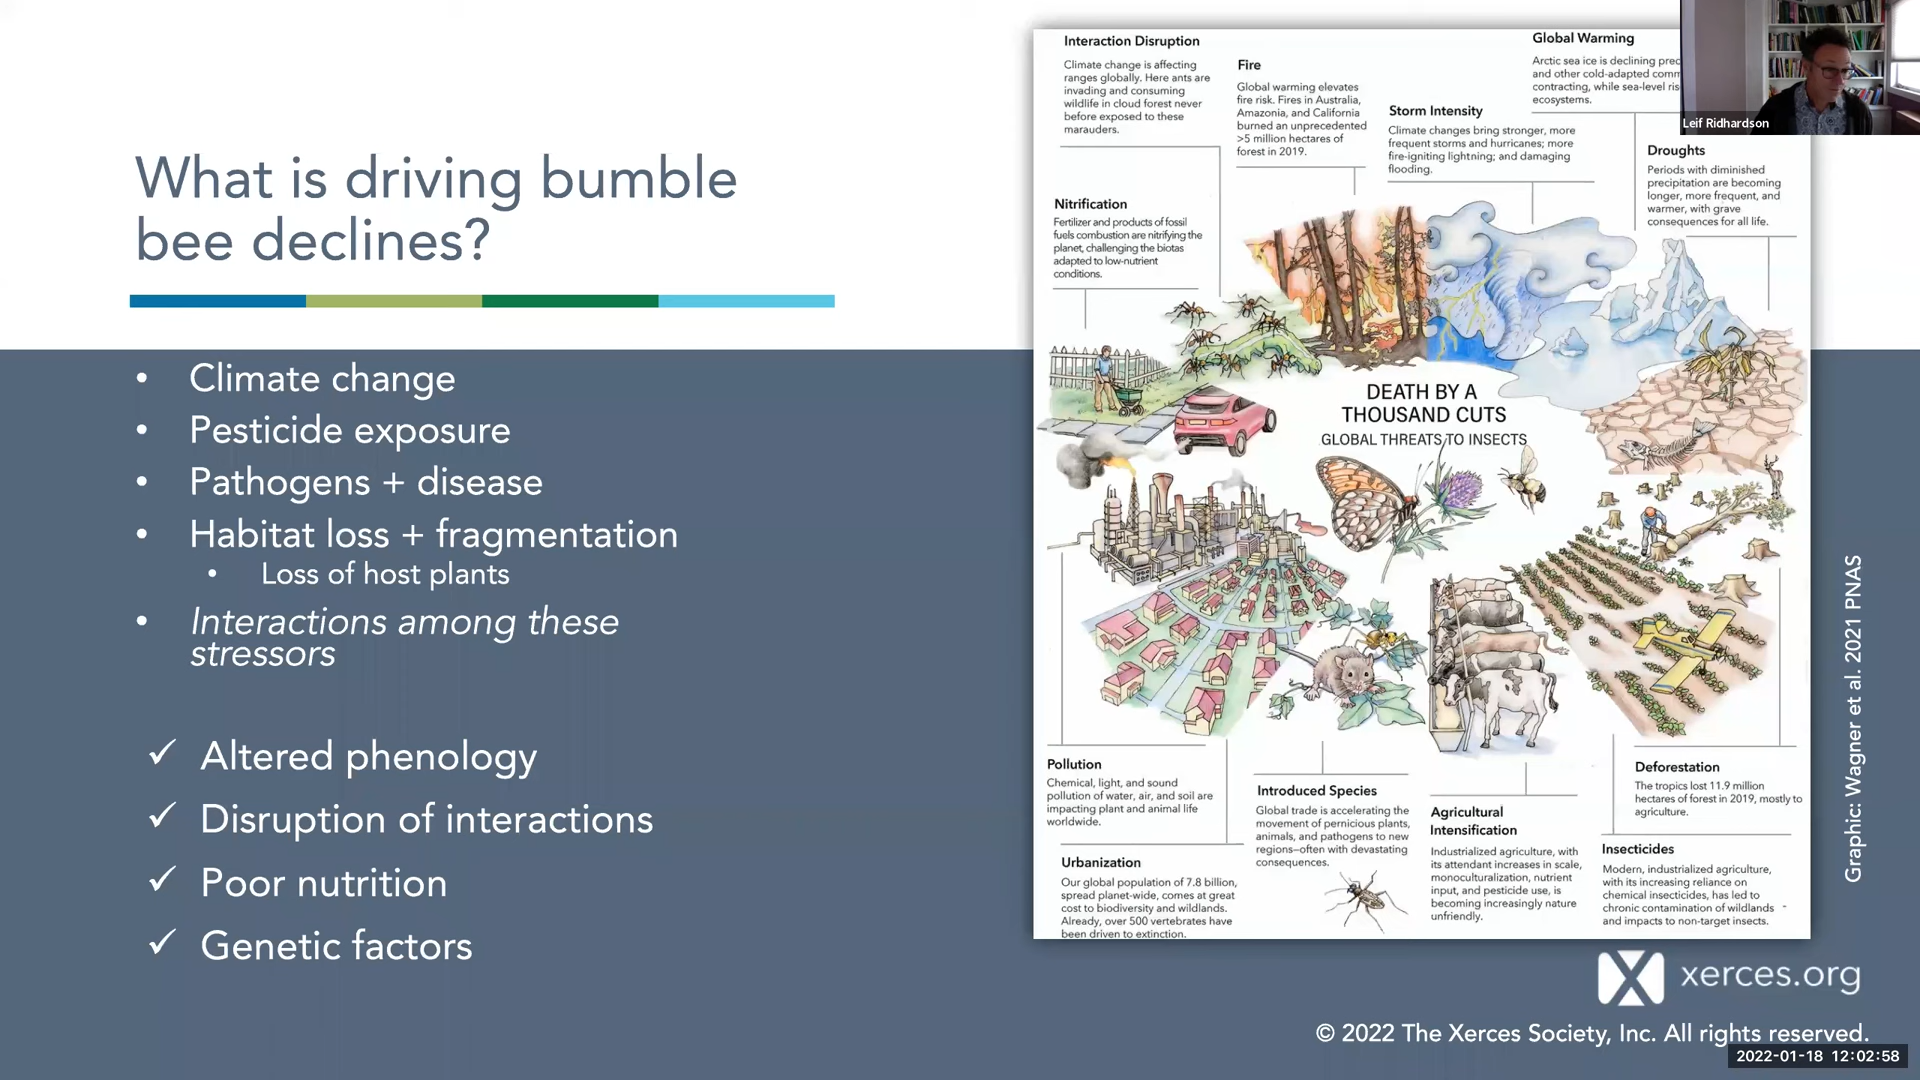 What is driving bumble
bee declines?
• Climate change
• Pesticide exposure
• Pathogens + disease
• Habitat loss + fragmentation
• Loss of host plants
• Interactions among these
stressors
✓ Altered phenology
✓ Disruption of interactions
✓ Poor nutrition
✓ Genetic factors
Interaction Disruption
Climate change is affecting
ranges globally. Here ants are
invading and consuming
wildlife in cloud forest never
before exposed to these
marauders.
Fire
Global warming elevates
fire risk. Fires in Australia,
Amazonia, and California
burned an unprecedented
>5 million hectares of
forest in 2019.
Storm Intensity
Climate changes bring stronger, more
frequent storms and hurricanes; more
fire-igniting lightning; and damaging
flooding.
Global Warming
Arctic sea ice is declining
and other cold-adapted
contracting, while sea-level
ecosystems.
Leif Ridhardson
Droughts
Periods with diminished
precipitation are becoming
longer, more frequent, and
warmer, with grave
consequences for all life.
Nitrification
Fertilizer and products of fossil
fuels combustion are nitrifying the
planet, challenging the biotas
adapted to low-nutrient
conditions.
DEATH BY A
THOUSAND CUTS
GLOBAL THREATS TO INSECTS
Pollution
Chemical, light, and sound
pollution of water, air, and soil are
impacting plant and animal life
worldwide.
Urbanization
Our global population of 7.8 billion,
spread planet-wide, comes at great
cost to biodiversity and wildlands.
Already, over 500 vertebrates have
been driven to extinction.
Introduced Species
Global trade is accelerating the
movement of pernicious plants,
animals, and pathogens to new
regions—often with devastating
consequences.
Agricultural
Intensification
Industrialized agriculture, with
its attendant increases in scale,
monoculturalization, nutrient
input, and pesticide use, is
becoming increasingly nature
unfriendly.
Deforestation
The tropics lost 11.9 million
hectares of forest in 2019, mostly to
agriculture.
Insecticides
Modern, industrialized agriculture,
with its increasing reliance on
chemical insecticides, has led to
chronic contamination of wildlands
and impacts to non-target insects.
Graphic: Wagner et al. 2021 PNAS
xerces.org
© 2022 The Xerces Society, Inc. All rights reserved.
2022-01-18 12:02:58